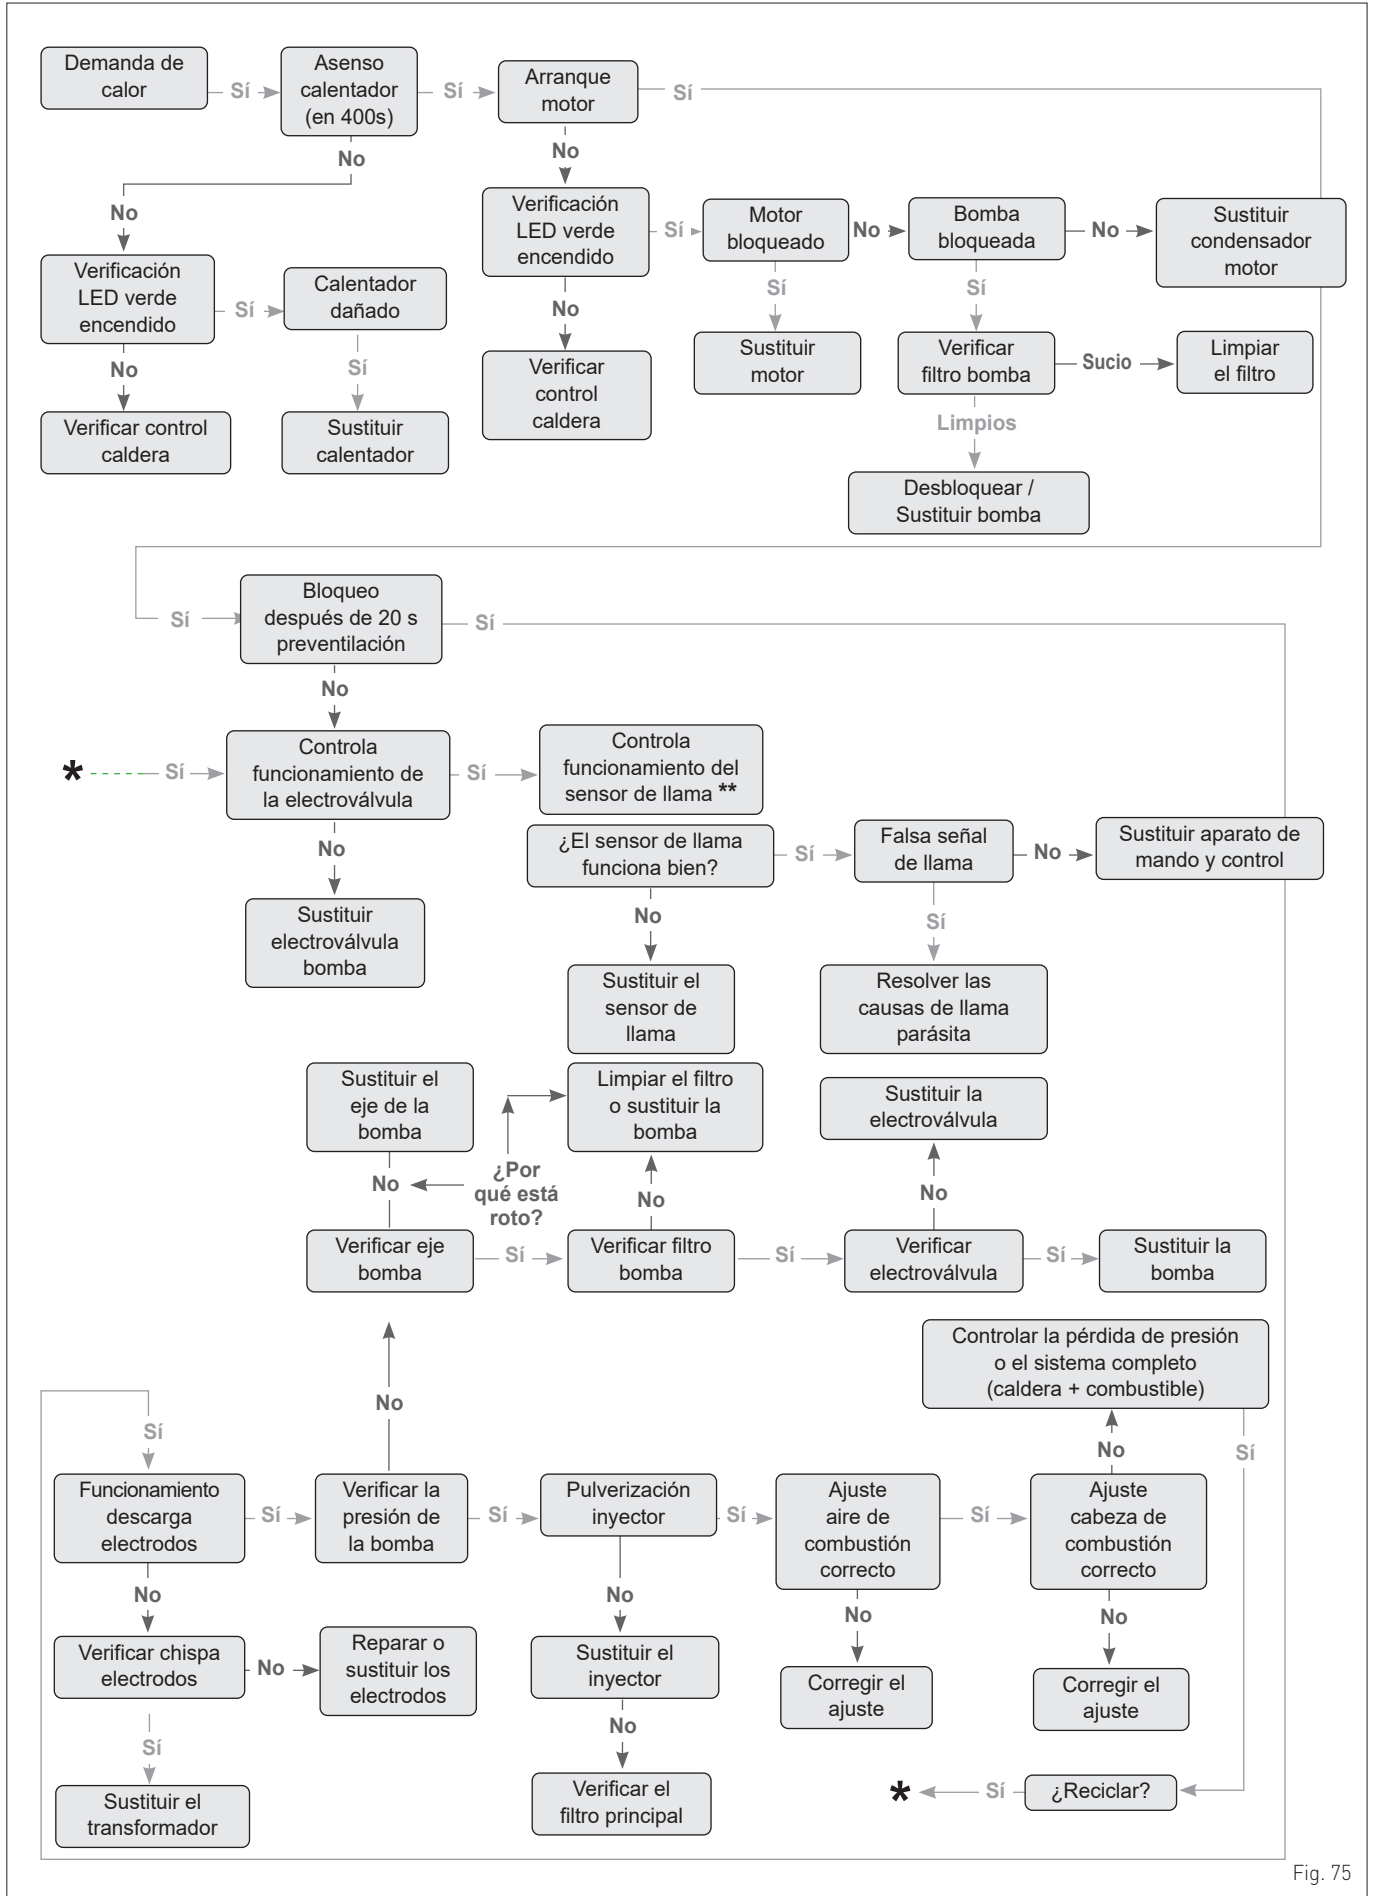 Demanda de
calor
Sí
Asenso
calentador
(en 400s)
Sí
Arranque
motor
Sí
No
No
No
Verificación
LED verde
encendido
Sí
Motor
bloqueado
No
Bomba
bloqueada
No
Sustituir
condensador
motor
Verificación
LED verde
encendido
Sí
Calentador
dañado
No
Sí
Sí
No
Sí
Verificar
control
caldera
Sustituir
motor
Verificar
filtro bomba
Sucio
Limpiar
el filtro
Verificar control
caldera
Sustituir
calentador
Limpios
Desbloquear /
Sustituir bomba
Sí
Bloqueo
después de 20 s
preventilación
Sí
No
*
Sí
Controla
funcionamiento de
la electroválvula
Sí
Controla
funcionamiento del
sensor de llama **
No
¿El sensor de llama
funciona bien?
Sí
Falsa señal
de llama
No
Sustituir aparato de
mando y control
Sustituir
electroválvula
bomba
No
Sí
Sustituir el
sensor de
llama
Resolver las
causas de llama
parásita
Sustituir el
eje de la
bomba
Limpiar el filtro
o sustituir la
bomba
Sustituir la
electroválvula
No
¿Por
qué está
roto?
No
No
Verificar eje
bomba
Sí
Verificar filtro
bomba
Sí
Verificar
electroválvula
Sí
Sustituir la
bomba
Controlar la pérdida de presión
o el sistema completo
(caldera + combustible)
Sí
No
No
Sí
Funcionamiento
descarga
electrodos
Sí
Verificar la
presión de
la bomba
Sí
Pulverización
inyector
Sí
Ajuste
aire de
combustión
correcto
Sí
Ajuste
cabeza de
combustión
correcto
No
No
No
No
Verificar chispa
electrodos
No
Reparar o
sustituir los
electrodos
Sustituir el
inyector
Corregir el
ajuste
Corregir el
ajuste
Sí
No
Sustituir el
transformador
Verificar el
filtro principal
*
Sí
¿Reciclar?
Fig. 75